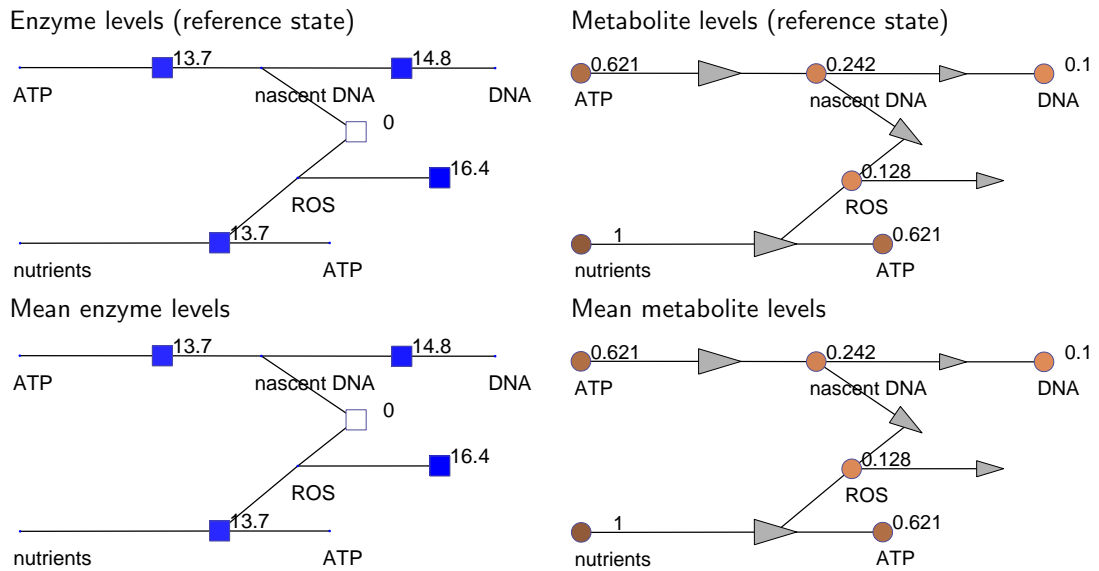 Enzyme levels (reference state)
13.7
14.8
ATP
nascent DNA
DNA
0
16.4
ROS
13.7
nutrients
ATP
Metabolite levels (reference state)
0.621
0.242
0.1
ATP
nascent DNA
DNA
0.128
ROS
1
0.621
nutrients
ATP
Mean enzyme levels
13.7
14.8
ATP
nascent DNA
DNA
0
16.4
ROS
13.7
nutrients
ATP
Mean metabolite levels
0.621
0.242
0.1
ATP
nascent DNA
DNA
0.128
ROS
1
0.621
nutrients
ATP